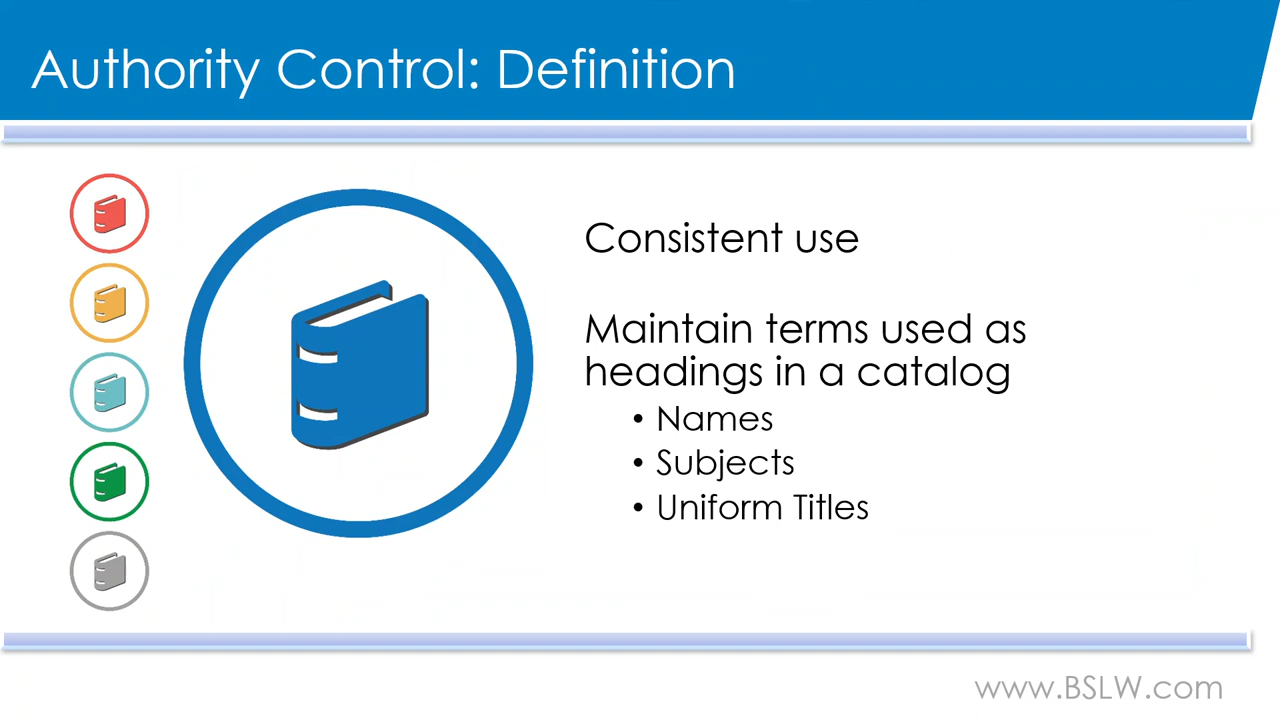 Authority Control: Definition
Consistent use
Maintain terms used as
headings in a catalog
• Names
• Subjects
• Uniform Titles
www.BSLW.com